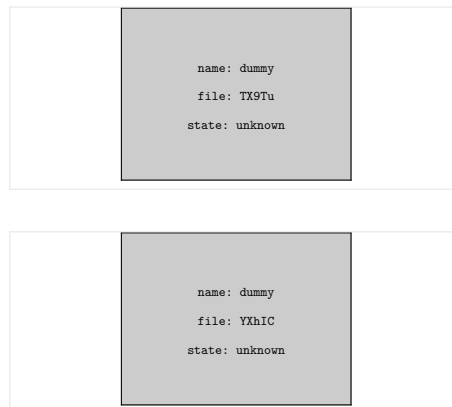 name: dummy
file: TX9Tu
state: unknown
name: dummy
file: YXhIC
state: unknown